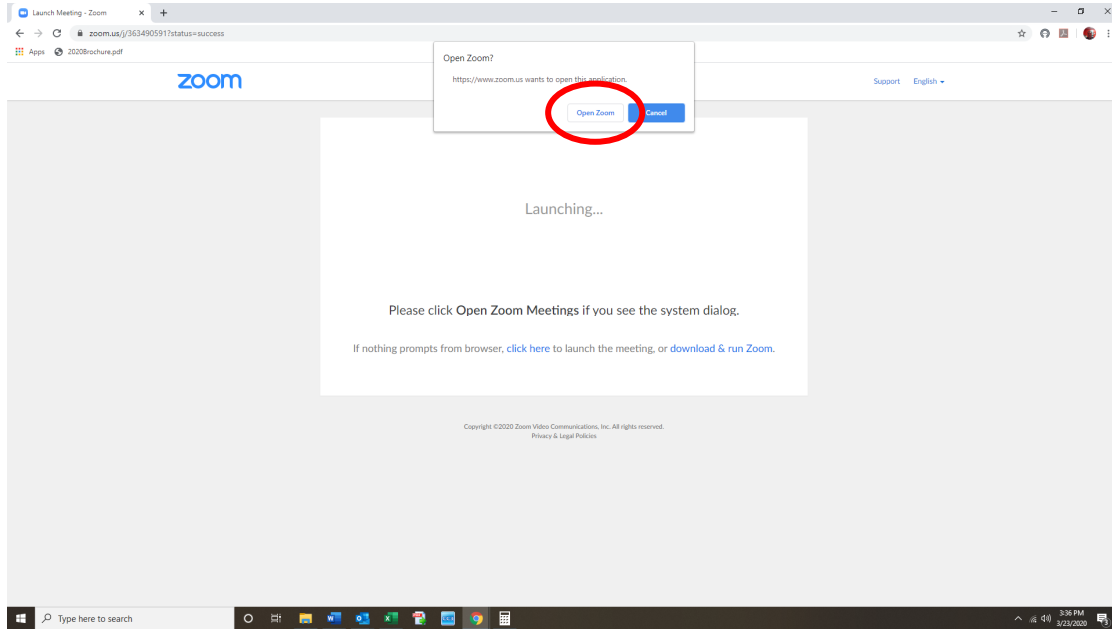 Launch Meeting - Zoom
zoom.us/j/3634905917?status=success
Apps 2020Brochure.pdf
Open Zoom?
https://www.zoom.us wants to open this application.
Open Zoom Cancel
zoom
Support English
Launching...
Please click Open Zoom Meetings if you see the system dialog.
If nothing prompts from browser, click here to launch the meeting, or download & run Zoom.
Copyright ©2020 Zoom Video Communications, Inc. All rights reserved.
Privacy & Legal Policies
Type here to search
3:36 PM
3/23/2020